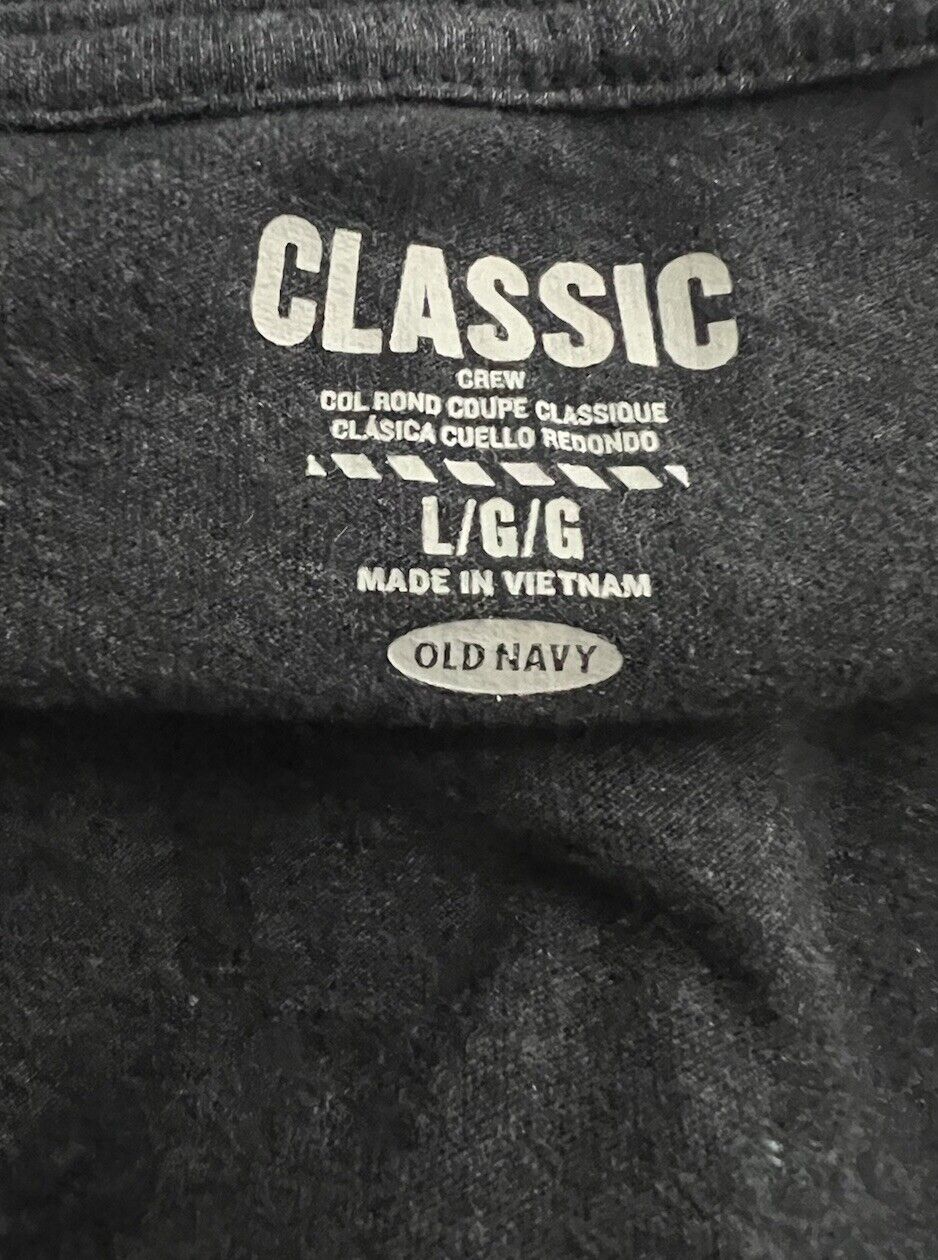 CLASSIC
CREW
COL ROND COUPE CLASSIQUE
CLÁSICA CUELLO REDONDO
L/G/G
MADE IN VIETNAM
OLD NAVY